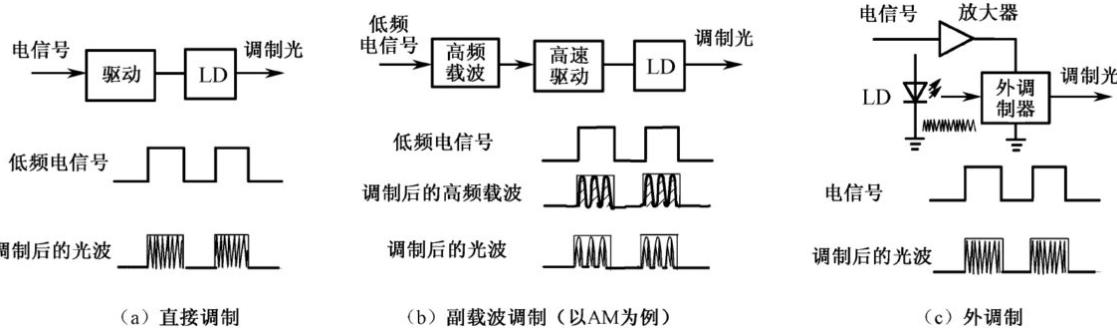 电信号
驱动
LD
调制光
低频电信号
调制后的光波
（a）直接调制
低频
电信号
高频
载波
高速
驱动
LD
调制光
低频电信号
调制后的高频载波
调制后的光波
（b）副载波调制（以AM为例）
电信号
放大器
LD
外调
制器
调制光
电信号
调制后的光波
（c）外调制